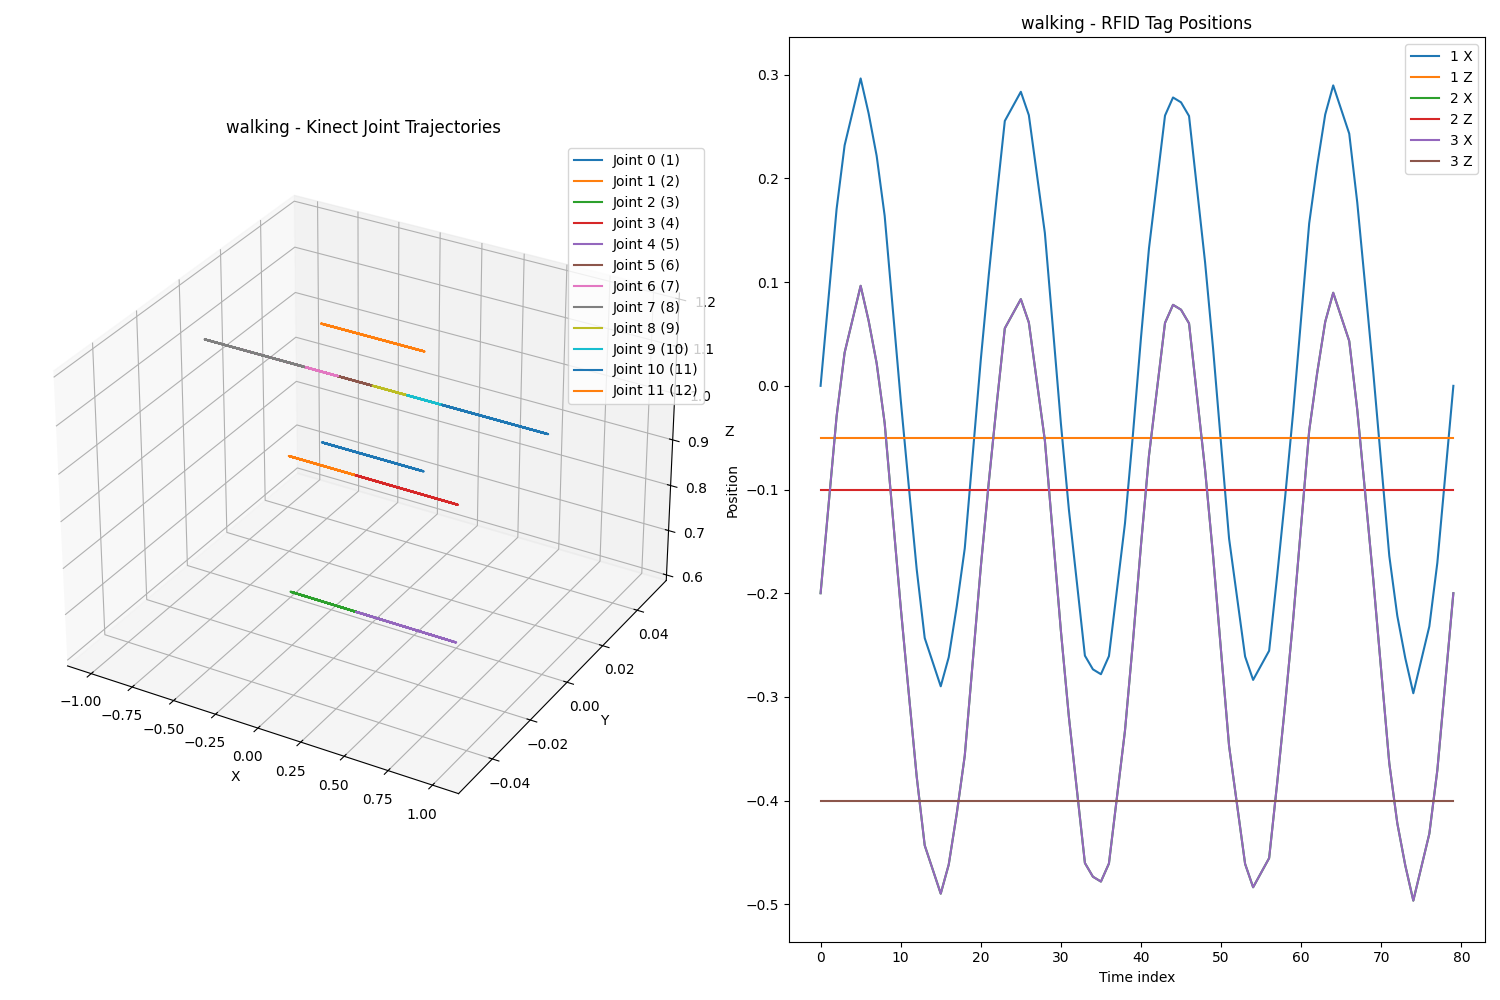 walking - Kinect Joint Trajectories
Joint 0 (1)
Joint 1 (2)
Joint 2 (3)
Joint 3 (4)
Joint 4 (5)
Joint 5 (6)
Joint 6 (7)
Joint 7 (8)
Joint 8 (9)
Joint 9 (10)
Joint 10 (11)
Joint 11 (12)
1.2
1.1
1.0
0.9
0.8
0.7
0.6
Z
0.04
0.02
0.00
−0.02
−0.04
Y
−1.00
−0.75
−0.50
−0.25
0.00
0.25
0.50
0.75
1.00
X
walking - RFID Tag Positions
1 X
1 Z
2 X
2 Z
3 X
3 Z
0.3
0.2
0.1
0.0
−0.1
−0.2
−0.3
−0.4
−0.5
Position
0
10
20
30
40
50
60
70
80
Time index